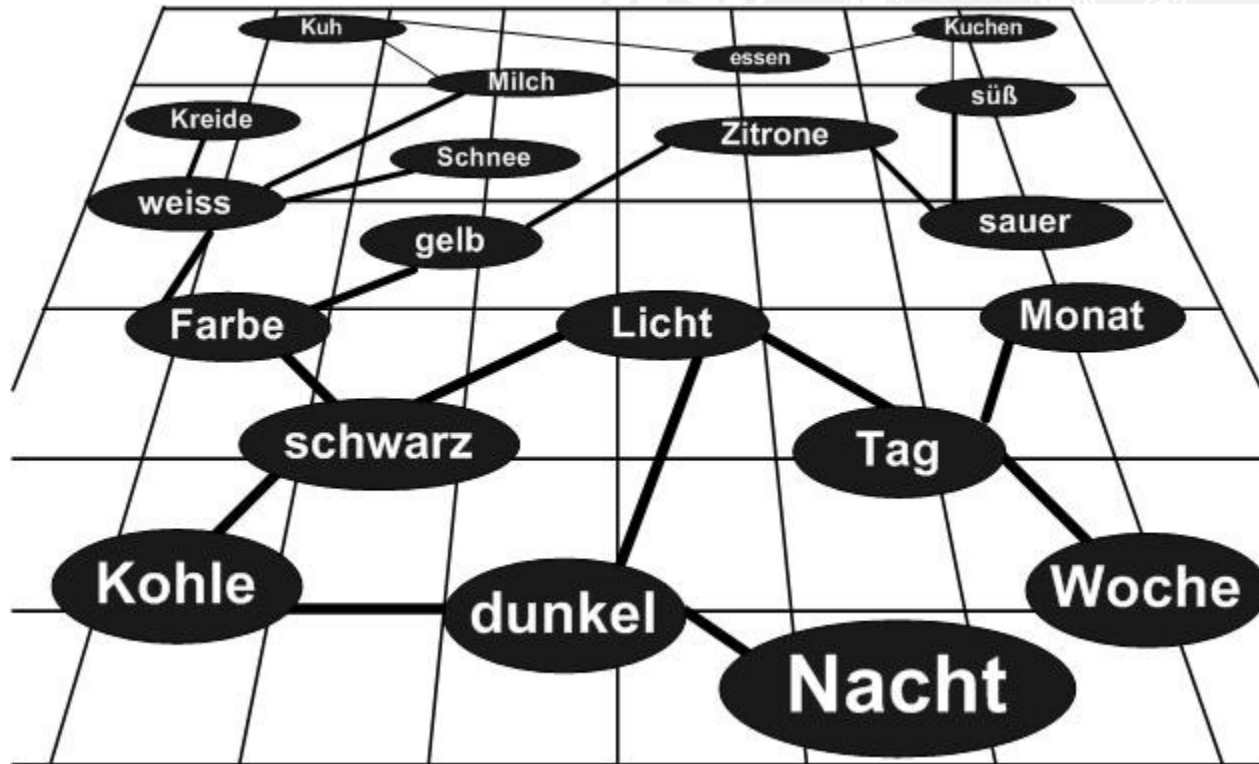 Kuh
Kuchen
essen
Milch
süß
Kreide
Zitrone
Schnee
weiss
sauer
gelb
Farbe
Licht
Monat
schwarz
Tag
Kohle
Woche
dunkel
Nacht